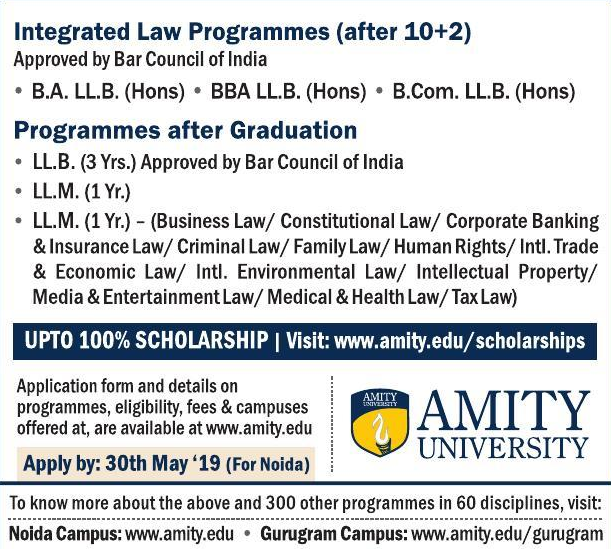 Integrated Law Programmes (after 10+2)
Approved by Bar Council of India
• B.A. LL.B. (Hons) • BBA LL.B. (Hons) • B.Com. LL.B. (Hons)
Programmes after Graduation
• LL.B. (3 Yrs.) Approved by Bar Council of India
• LL.M. (1 Yr.)
• LL.M. (1 Yr.) – (Business Law/ Constitutional Law/ Corporate Banking
& Insurance Law/ Criminal Law/ Family Law/ Human Rights/ Intl. Trade
& Economic Law/ Intl. Environmental Law/ Intellectual Property/
Media & Entertainment Law/ Medical & Health Law/ Tax Law)
UPTO 100% SCHOLARSHIP | Visit: www.amity.edu/scholarships
Application form and details on
programmes, eligibility, fees & campuses
offered at, are available at www.amity.edu
Apply by: 30th May ‘19 (For Noida)
AMITY
UNIVERSITY
AMITY
UNIVERSITY
To know more about the above and 300 other programmes in 60 disciplines, visit:
Noida Campus: www.amity.edu • Gurugram Campus: www.amity.edu/gurugram